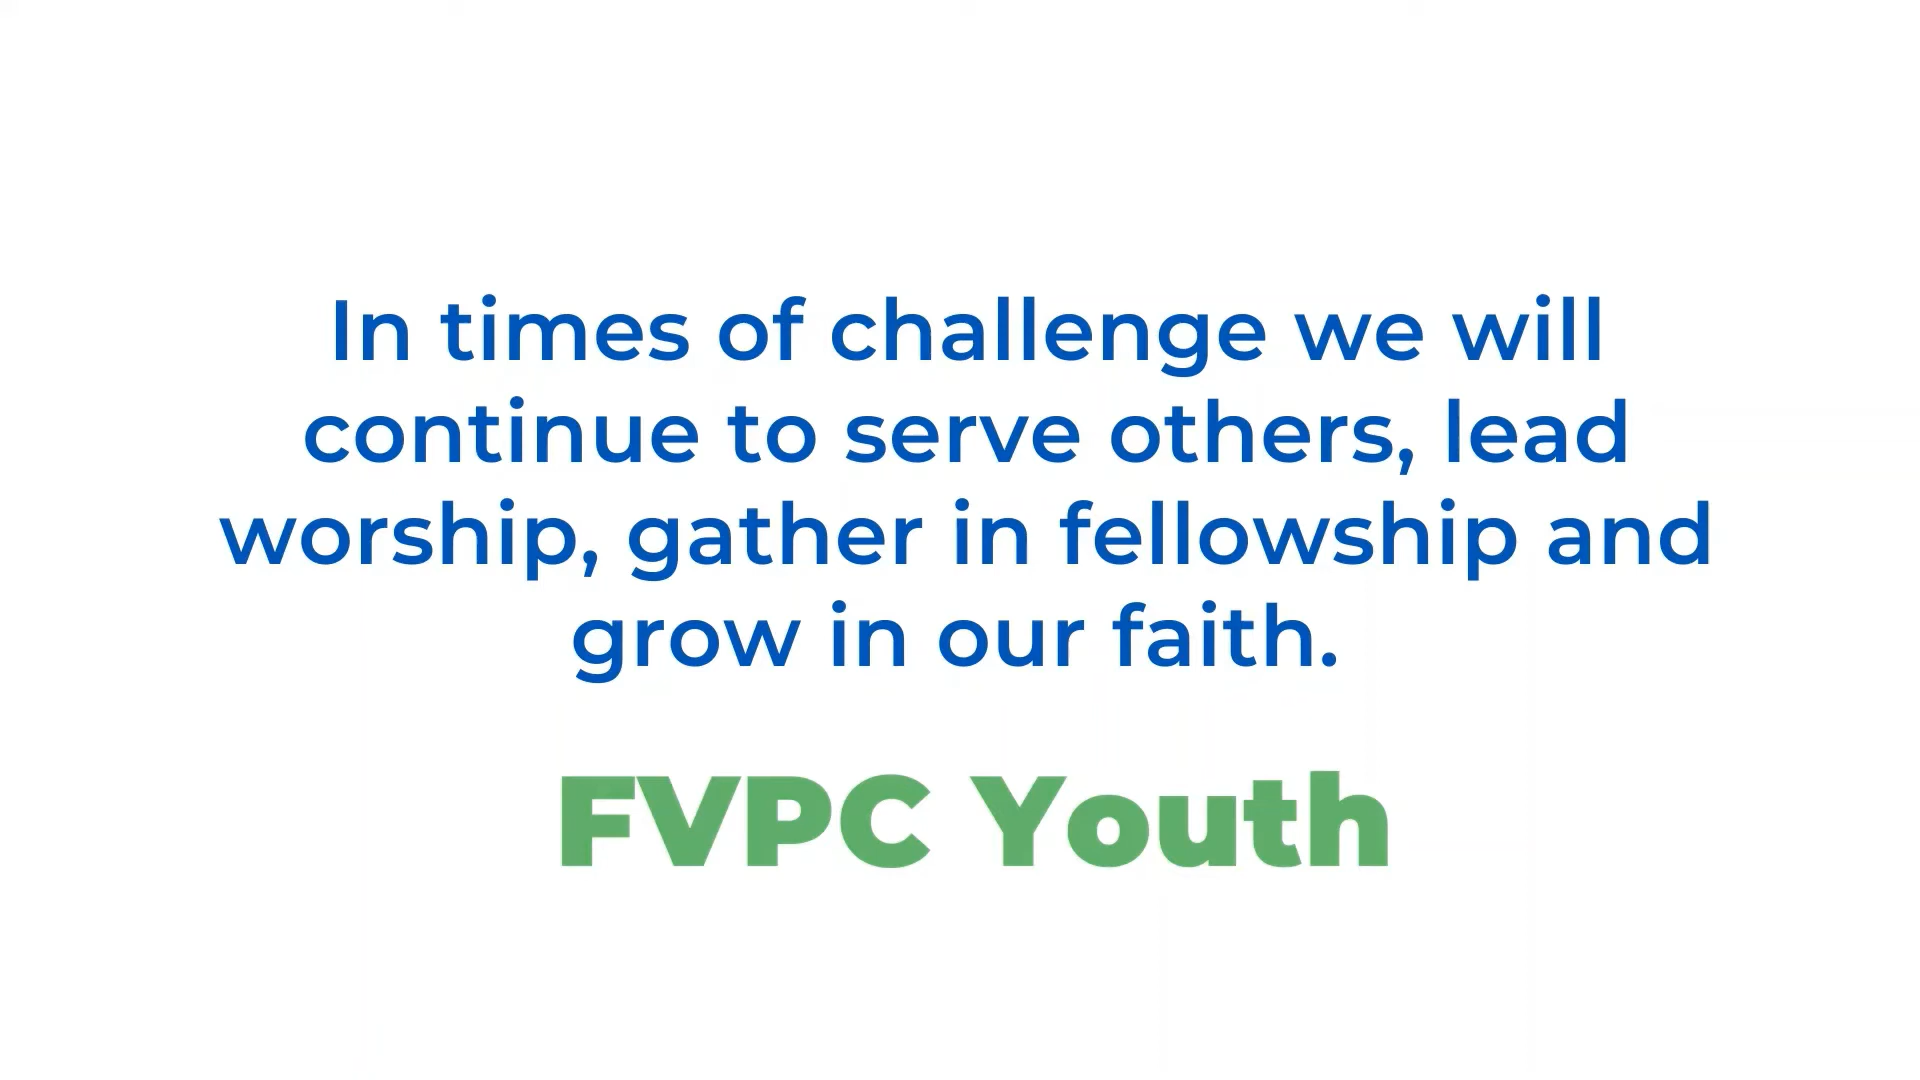 In times of challenge we will
continue to serve others, lead
worship, gather in fellowship and
grow in our faith.
FVPC Youth